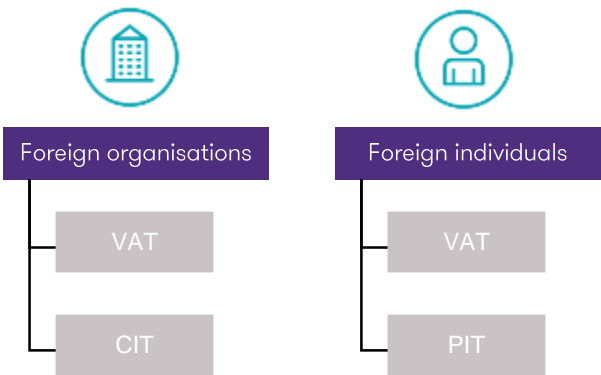 Foreign organisations
VAT
CIT
Foreign individuals
VAT
PIT